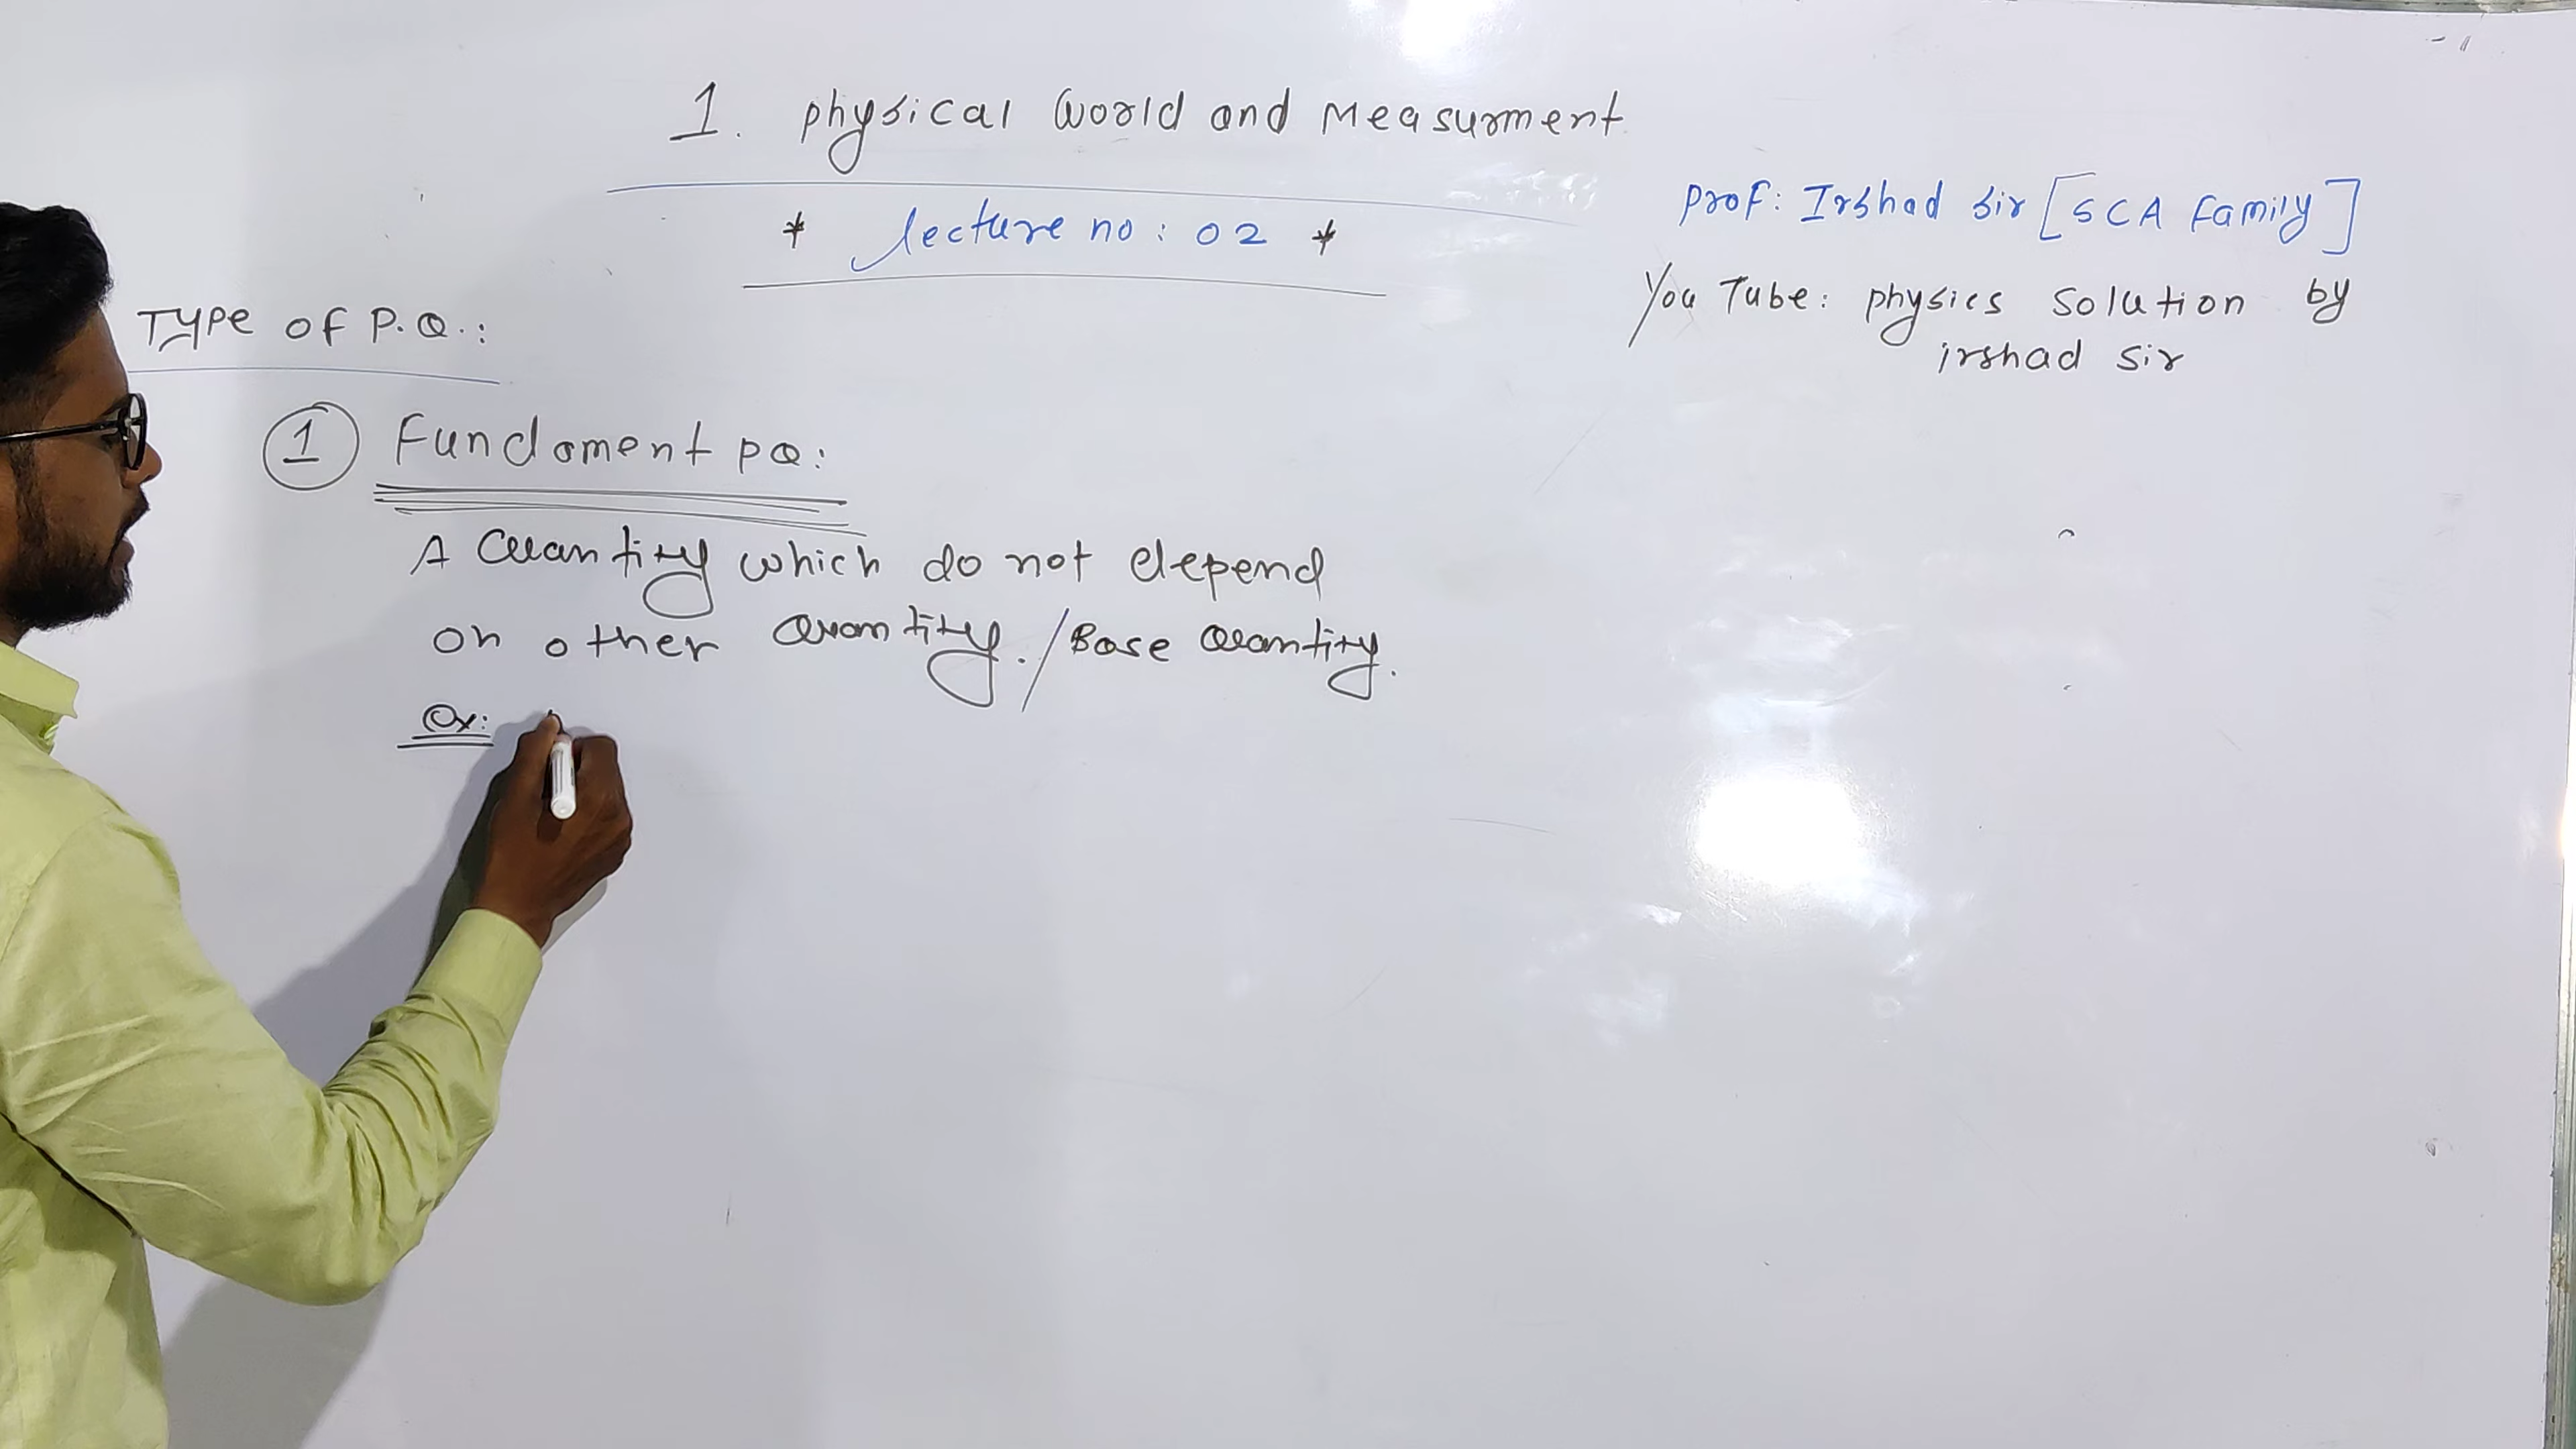 1. Physical World and Measurment
* lecture no: 02 *
Prof: Irshad sir [SCA Family]
You Tube: physics Solution by
irshad sir
Type of P.Q.:
1 Fundament PQ:
A Quantity which do not depend
on other Quantity. / Base Quantity.
Ex: